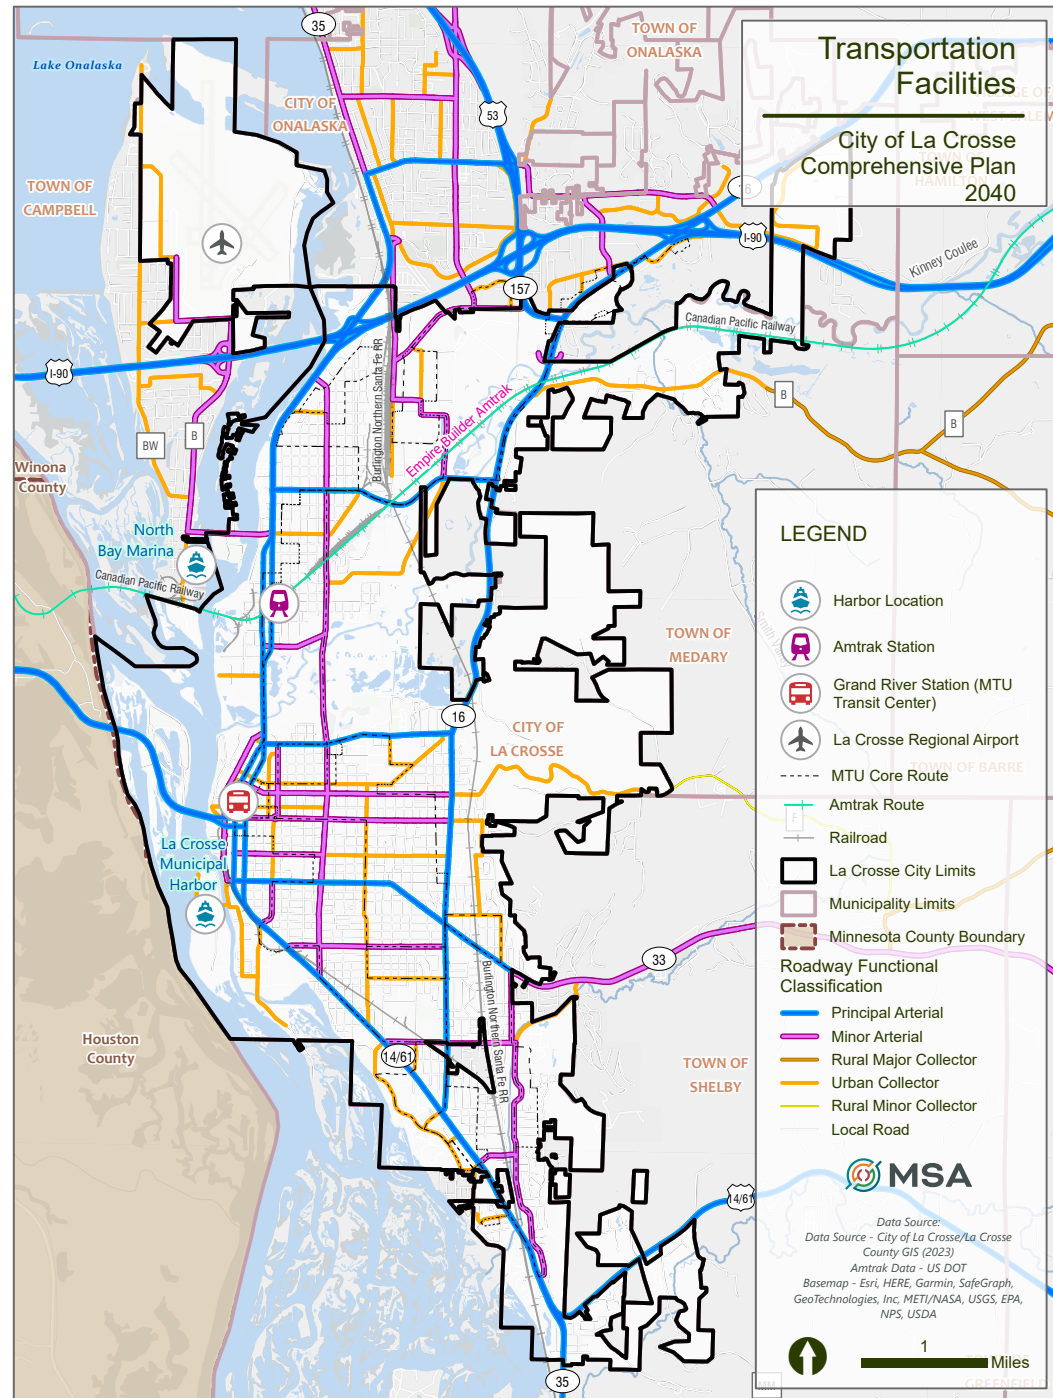 Transportation
Facilities
City of La Crosse
Comprehensive Plan
2040
35
TOWN OF
ONALASKA
Lake Onalaska
CITY OF
ONALASKA
53
HAMILTON
16
TOWN OF
CAMPBELL
I-90
Kinney Coulee
157
Canadian Pacific Railway
I-90
Burlington Northern Santa Fe RR
Empire Builder Amtrak
B
B
BW
B
Winona
County
North
Bay Marina
Canadian Pacific Railway
TOWN OF
MEDARY
16
CITY OF
LA CROSSE
TOWN OF BARRE
F
La Crosse
Municipal
Harbor
33
Burlington Northern Santa Fe RR
Houston
County
14/61
TOWN OF
SHELBY
14/61
35
MM
GREENFIELD
LEGEND
Harbor Location
Amtrak Station
Grand River Station (MTU
Transit Center)
La Crosse Regional Airport
MTU Core Route
Amtrak Route
Railroad
La Crosse City Limits
Municipality Limits
Minnesota County Boundary
Roadway Functional
Classification
Principal Arterial
Minor Arterial
Rural Major Collector
Urban Collector
Rural Minor Collector
Local Road
MSA
Data Source:
Data Source - City of La Crosse/La Crosse
County GIS (2023)
Amtrak Data - US DOT
Basemap - Esri, HERE, Garmin, SafeGraph,
GeoTechnologies, Inc, METI/NASA, USGS, EPA,
NPS, USDA
1
Miles